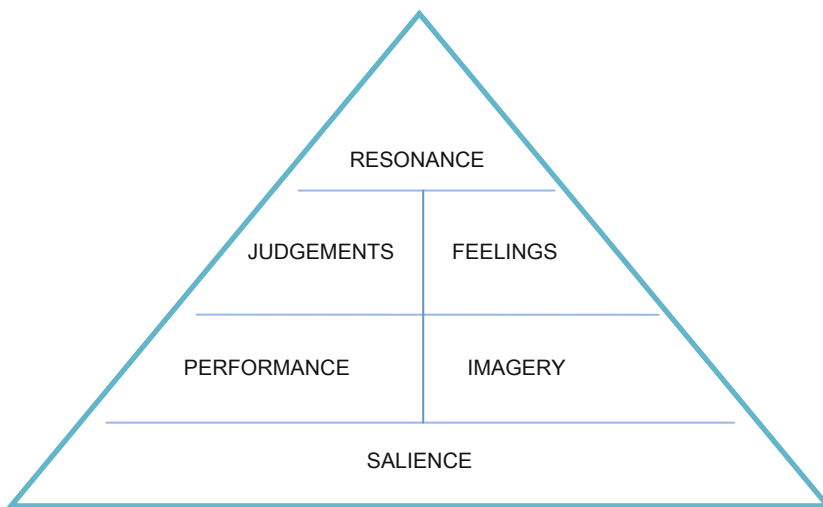 RESONANCE
JUDGEMENTS FEELINGS
PERFORMANCE IMAGERY
SALIENCE